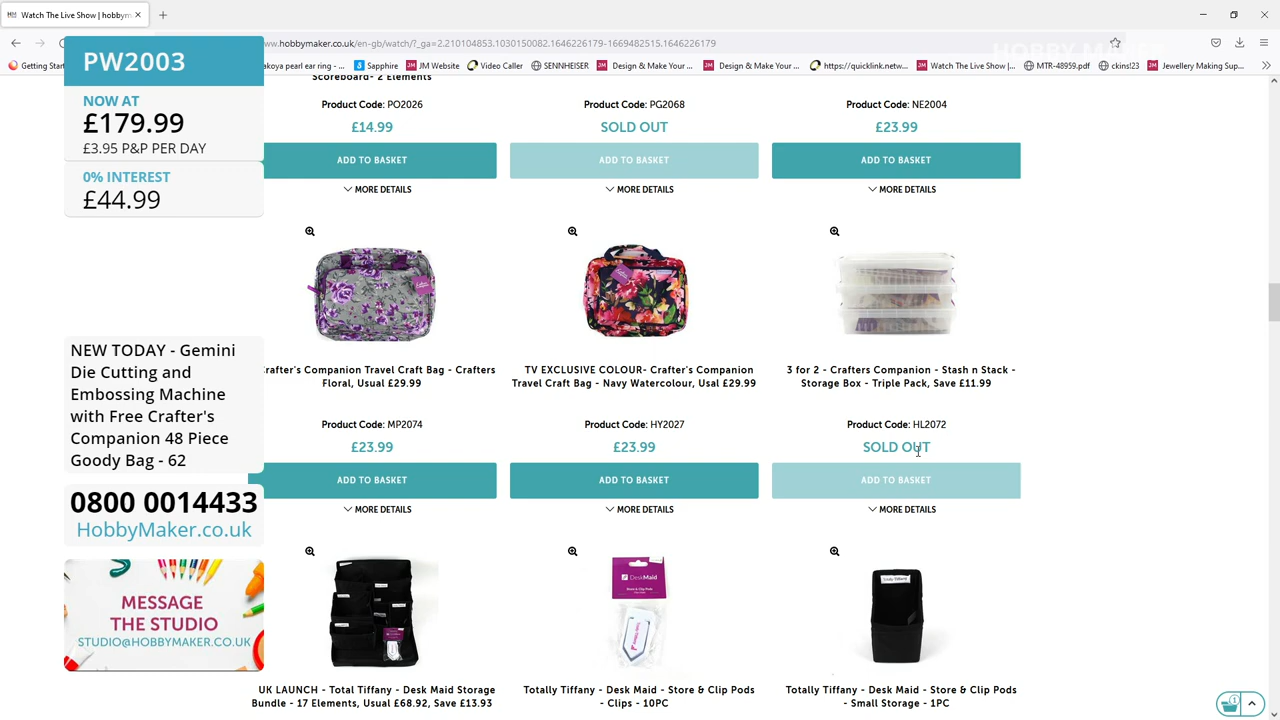 Watch The Live Show | hobbym
www.hobbymaker.co.uk/en-gb/watch/?_ga=2.210104853.1030150082.1646226179-1669482515.1646226179
HOBBY MAKER
Getting Start
akoya pearl ear ring > ...
Sapphire
JM Website
Video Caller
SENNHEISER
Design & Make Your ...
Design & Make Your ...
https://quicklink.netw...
Watch The Live Show |...
MTR-48959.pdf
ckins!23
Jewellery Making Sup...
PW2003
NOW AT
£179.99
£3.95 P&P PER DAY
0% INTEREST
£44.99
NEW TODAY - Gemini
Die Cutting and
Embossing Machine
with Free Crafter's
Companion 48 Piece
Goody Bag - 62
0800 0014433
HobbyMaker.co.uk
MESSAGE
THE STUDIO
STUDIO@HOBBYMAKER.CO.UK
Scoreboard- 2 Elements
Product Code: PO2026
£14.99
ADD TO BASKET
MORE DETAILS
Product Code: PG2068
SOLD OUT
ADD TO BASKET
MORE DETAILS
Product Code: NE2004
£23.99
ADD TO BASKET
MORE DETAILS
Crafter's Companion Travel Craft Bag - Crafters
Floral, Usual £29.99
Product Code: MP2074
£23.99
ADD TO BASKET
MORE DETAILS
TV EXCLUSIVE COLOUR- Crafter's Companion
Travel Craft Bag - Navy Watercolour, Usal £29.99
Product Code: HY2027
£23.99
ADD TO BASKET
MORE DETAILS
3 for 2 - Crafters Companion - Stash n Stack -
Storage Box - Triple Pack, Save £11.99
Product Code: HL2072
SOLD OUT
ADD TO BASKET
MORE DETAILS
UK LAUNCH - Total Tiffany - Desk Maid Storage
Bundle - 17 Elements, Usual £68.92, Save £13.93
DeskMaid
Totally Tiffany - Desk Maid - Store & Clip Pods
- Clips - 10PC
Totally Tiffany - Desk Maid - Store & Clip Pods
- Small Storage - 1PC
1